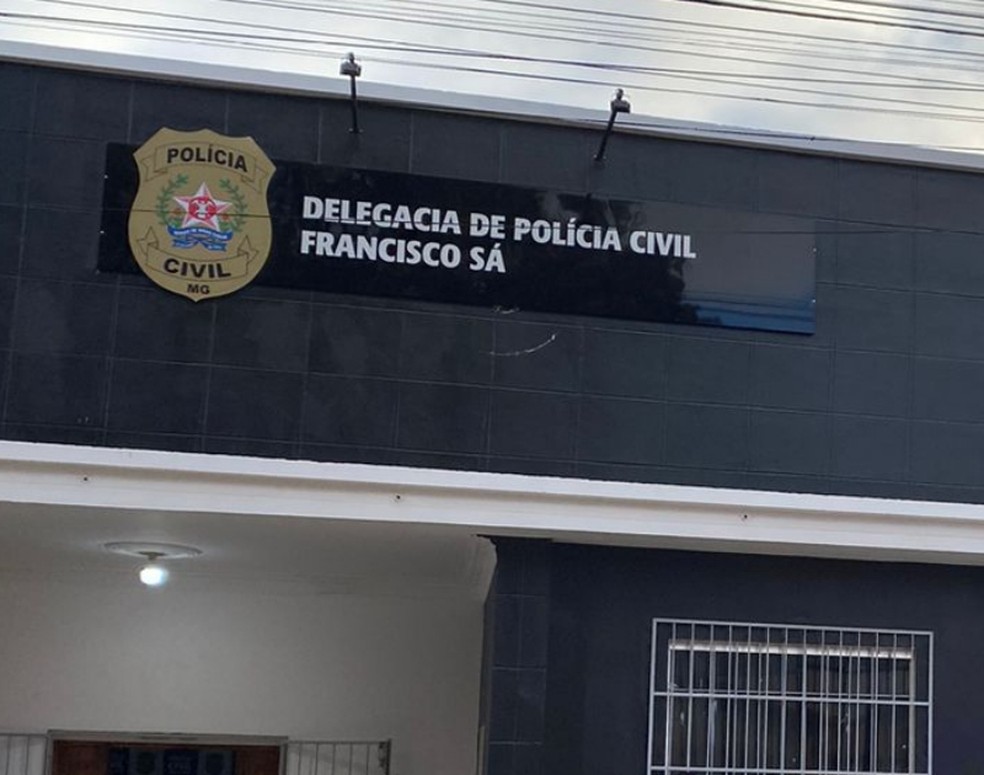 POLÍCIA
CIVIL
MG
DELEGACIA DE POLÍCIA CIVIL
FRANCISCO SÁ